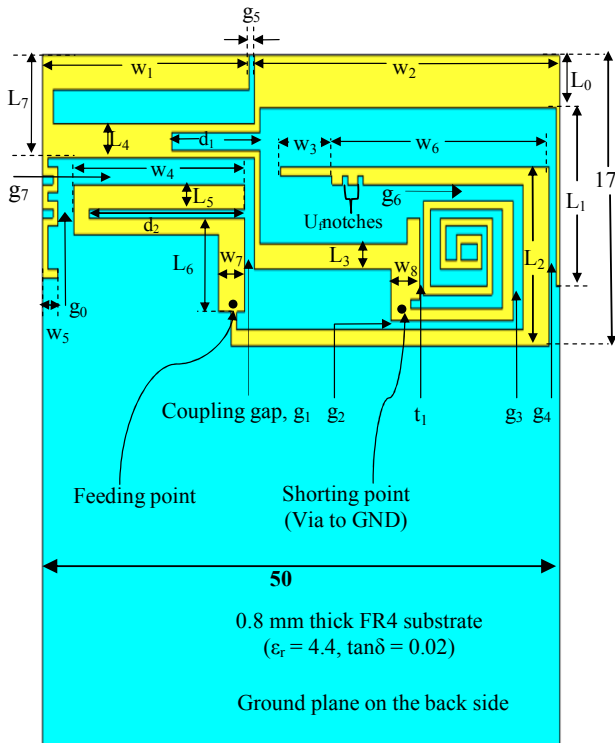 g5
w1
w2
L0
L7
L4
d1
w3
w6
17
w4
g7
L5
g6
L1
d2
Ufnotches
L6
w7
L3
w8
L2
g0
w5
Coupling gap, g1
g2
t1
g3
g4
Feeding point
Shorting point
(Via to GND)
50
0.8 mm thick FR4 substrate
(εr = 4.4, tanδ = 0.02)
Ground plane on the back side